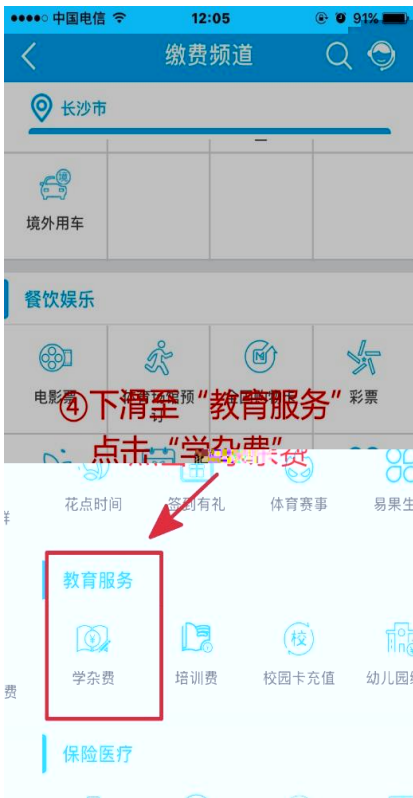 中国电信 12:05 91%
缴费频道
长沙市
境外用车
餐饮娱乐
电影票 彩票
④下滑至“教育服务”
点击“学杂费”
花点时间 签到有礼 体育赛事 易果生
教育服务
学杂费 培训费 校园卡充值 幼儿园
费
保险医疗